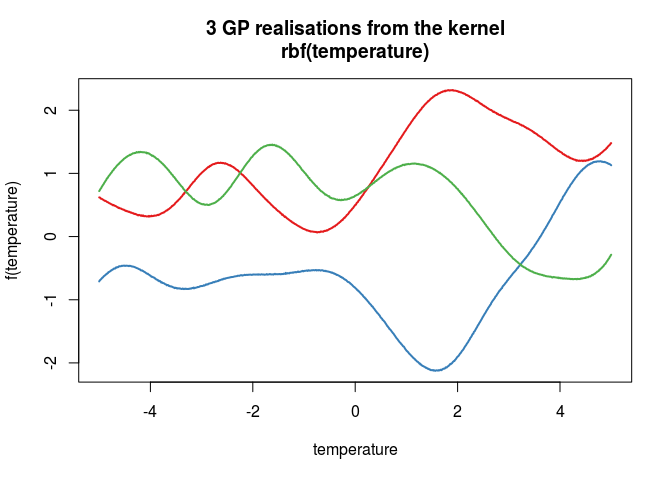 3 GP realisations from the kernel
rbf(temperature)
f(temperature)
2
1
0
-1
-2
-4
-2
0
2
4
temperature